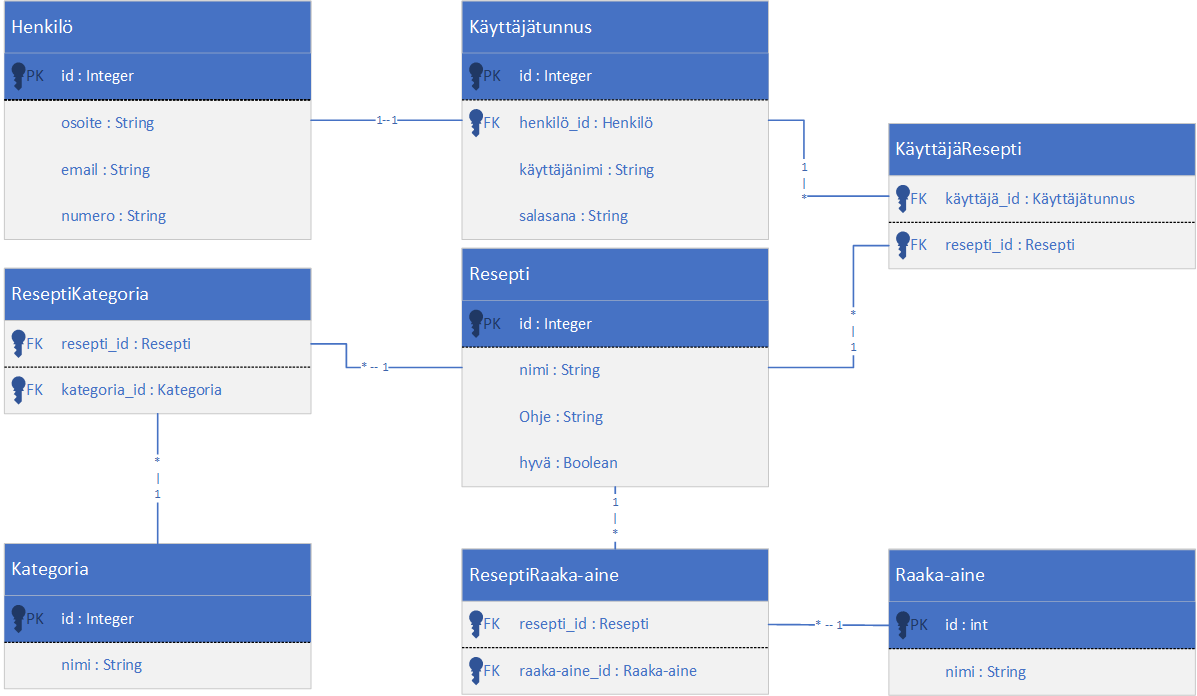 Henkilö
PK id : Integer
osoite : String
email : String
numero : String
1--1
Käyttäjätunnus
PK id : Integer
FK henkilö_id : Henkilö
käyttäjänimi : String
salasana : String
1
|
*
KäyttäjäResepti
FK käyttäjä_id : Käyttäjätunnus
FK resepti_id : Resepti
*
|
1
ReseptiKategoria
FK resepti_id : Resepti
FK kategoria_id : Kategoria
* -- 1
Resepti
PK id : Integer
nimi : String
Ohje : String
hyvä : Boolean
*
|
1
1
|
*
Kategoria
PK id : Integer
nimi : String
ReseptiRaaka-aine
FK resepti_id : Resepti
FK raaka-aine_id : Raaka-aine
* -- 1
Raaka-aine
PK id : int
nimi : String